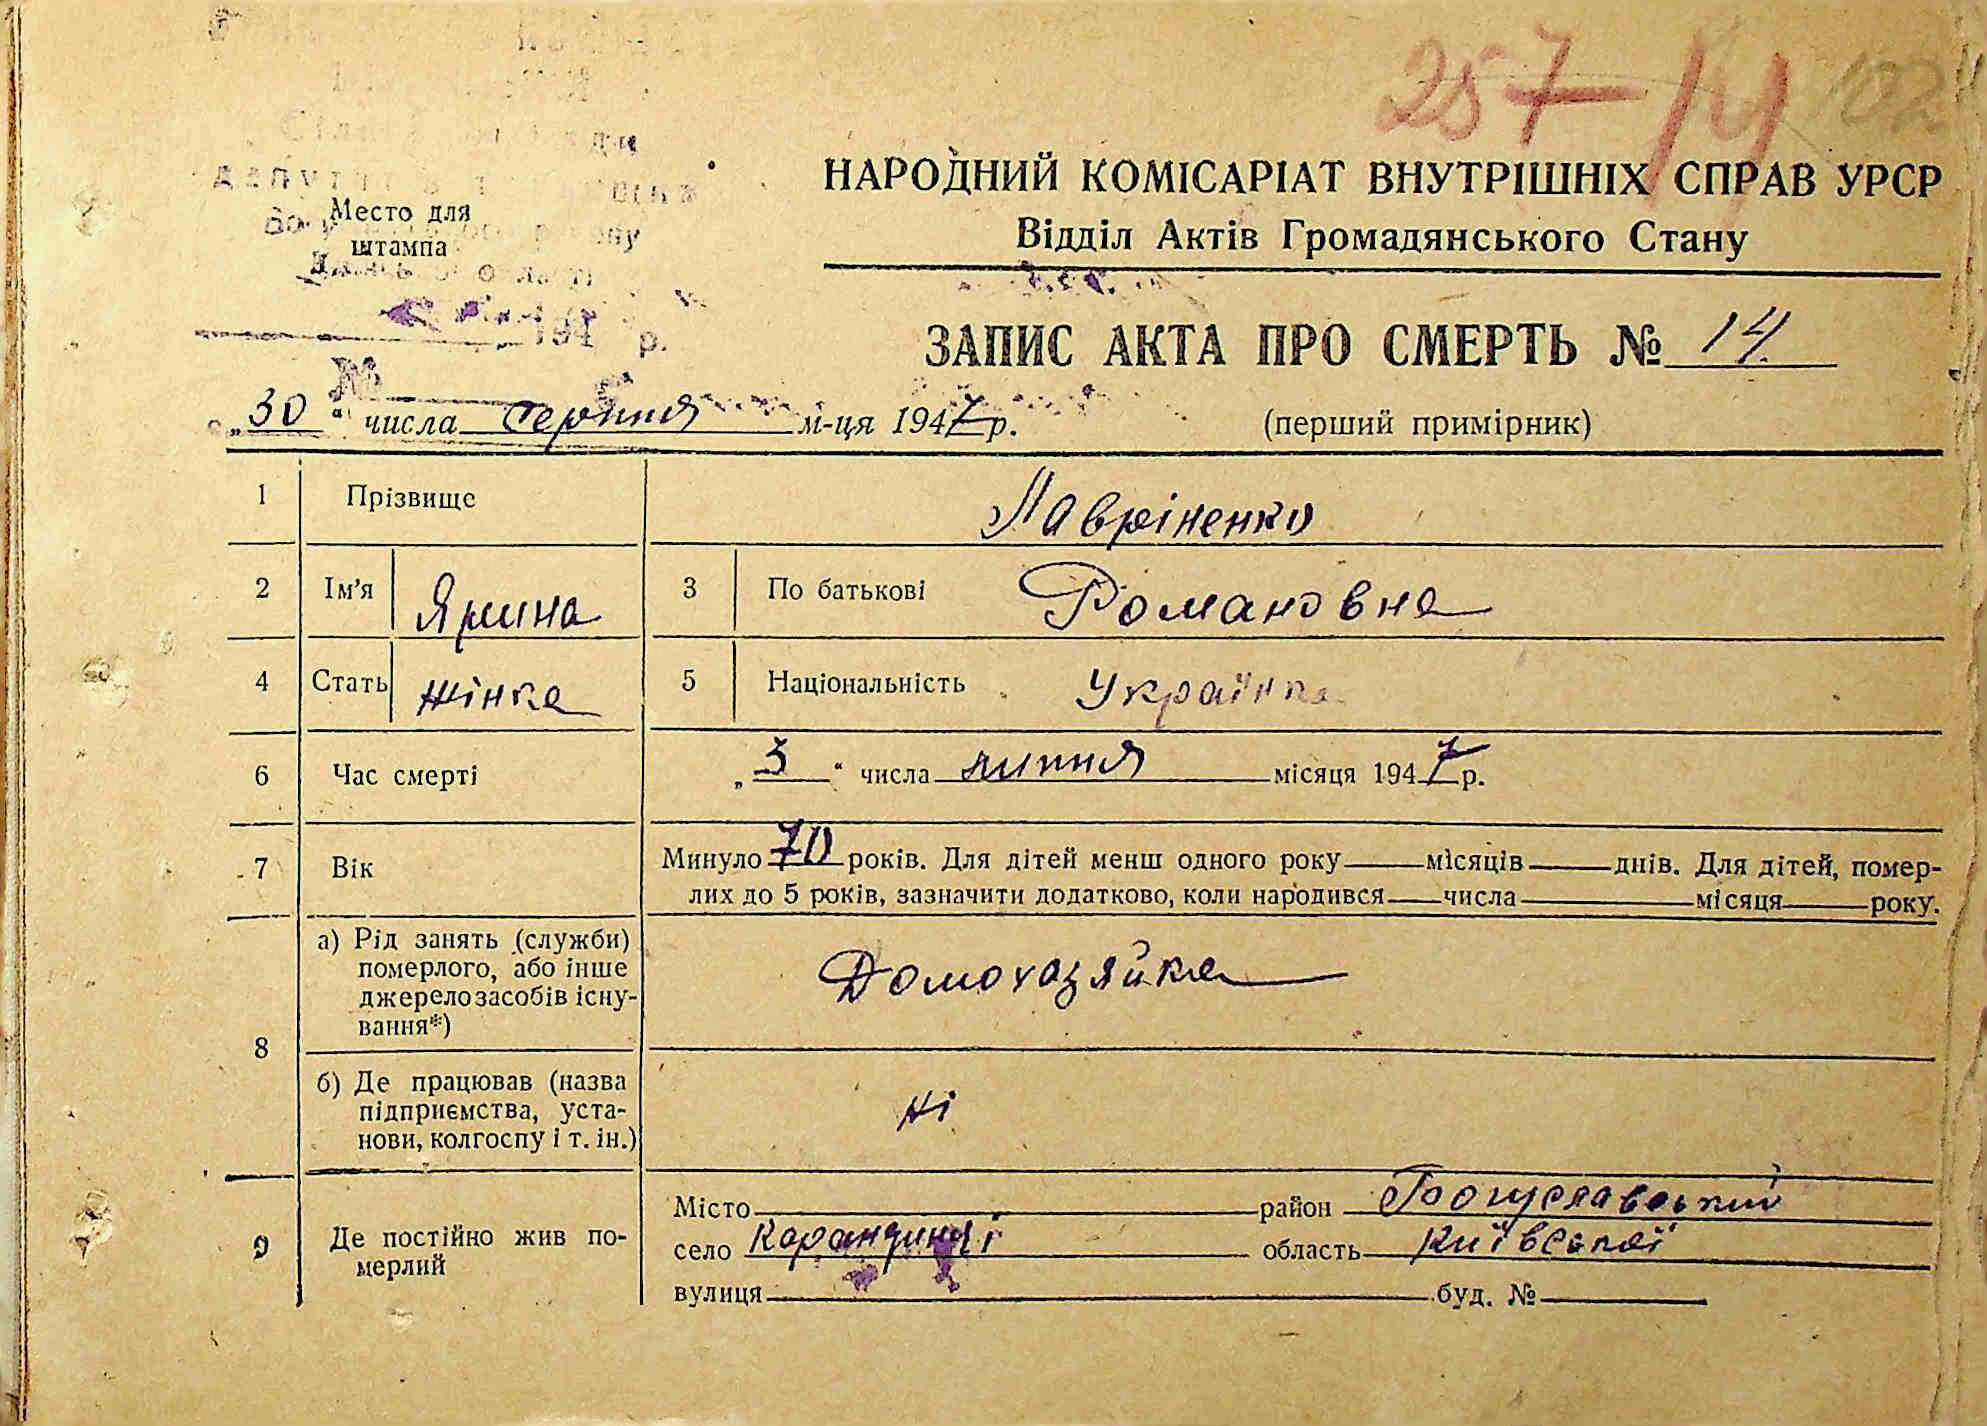 257 14 102
НАРОДНИЙ КОМІСАРІАТ ВНУТРІШНІХ СПРАВ УРСР
Відділ Актів Громадянського Стану
Место для
штампа
194 р.
№
ЗАПИС АКТА ПРО СМЕРТЬ № 14.
„30“ числа серпня м-ця 1947 р. (перший примірник)
1 Прізвище Лавріненко
2 Ім'я Ярина 3 По батькові Романовна
4 Стать жінка 5 Національність Українка
6 Час смерті „3“ числа липня місяця 1947 р.
7 Вік Минуло 70 років. Для дітей менш одного року місяців днів. Для дітей, помер-
лих до 5 років, зазначити додатково, коли народився числа місяця року.
8 а) Рід занять (служби)
померлого, або інше
джерело засобів існу-
вання*) Домохазяйка
б) Де працював (назва
підприємства, уста-
нови, колгоспу і т. ін.) ні
9 Де постійно жив по-
мерлий
Місто район Богуславський
село Карандинці область Київської
вулиця буд. №